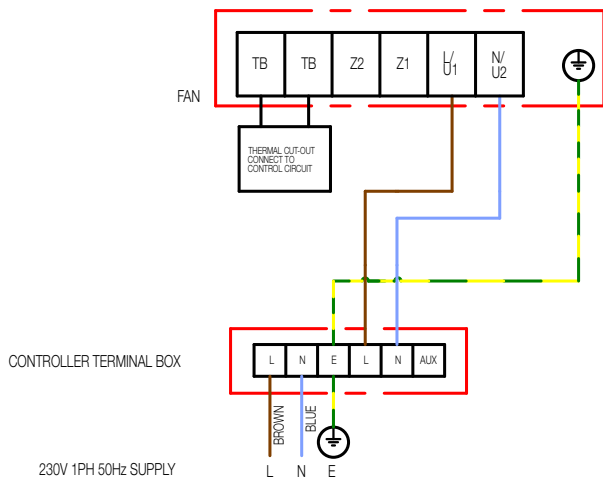 TB TB Z2 Z1 L/ N/
U1 U2
FAN
THERMAL CUT-OUT
CONNECT TO
CONTROL CIRCUIT
CONTROLLER TERMINAL BOX
L N E L N AUX
BROWN
BLUE
230V 1PH 50Hz SUPPLY L N E